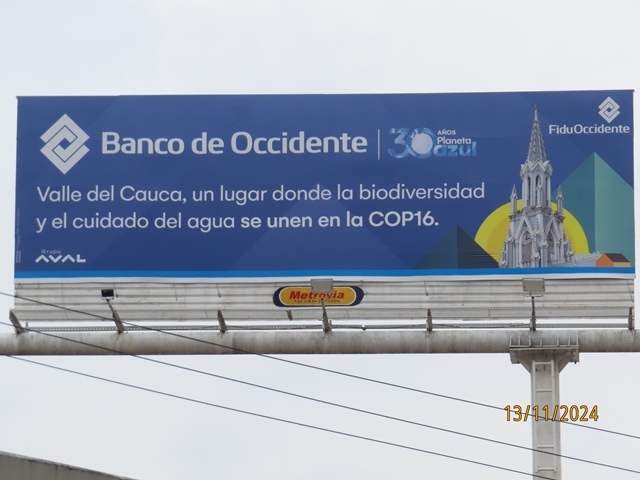 Banco de Occidente
30 AÑOS
Planeta
azul
FiduOccidente
Valle del Cauca, un lugar donde la biodiversidad
y el cuidado del agua se unen en la COP16.
Grupo
AVAL
Metrovía
13/11/2024